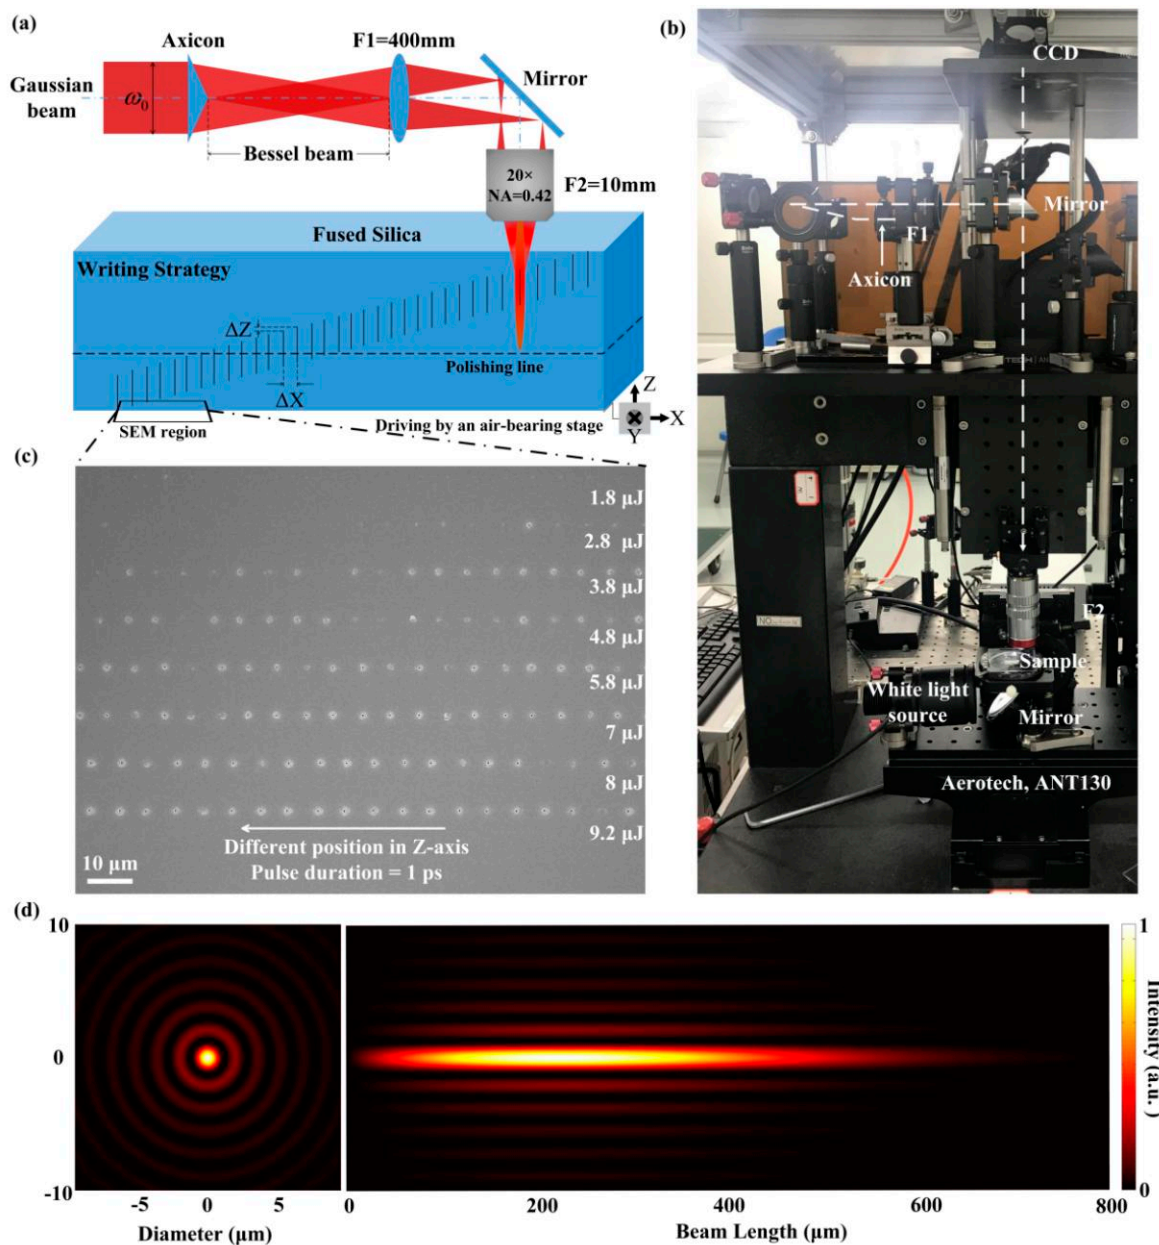 (a)
Axicon
F1=400mm
Mirror
Gaussian
beam
ω₀
Bessel beam
20×
NA=0.42
F2=10mm
Fused Silica
Writing Strategy
ΔZ
ΔX
Polishing line
SEM region
Driving by an air-bearing stage
Z
X
Y
(b)
CCD
Mirror
F1
Axicon
F2
Sample
White light
source
Mirror
Aerotech, ANT130
(c)
1.8 μJ
2.8 μJ
3.8 μJ
4.8 μJ
5.8 μJ
7 μJ
8 μJ
9.2 μJ
Different position in Z-axis
Pulse duration = 1 ps
10 μm
(d)
10
0
-10
-5
0
5
Diameter (μm)
0
200
400
600
800
Beam Length (μm)
1
0
Intensity (a.u. )